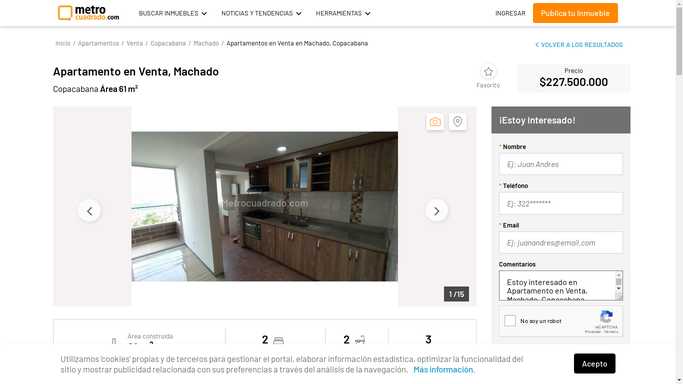 metro
cuadrado.com
BUSCAR INMUEBLES
NOTICIAS Y TENDENCIAS
HERRAMIENTAS
INGRESAR
Publica tu Inmueble
Inicio / Apartamentos / Venta / Copacabana / Machado / Apartamentos en Venta en Machado, Copacabana
VOLVER A LOS RESULTADOS
Apartamento en Venta, Machado
Copacabana Área 61 m²
Favorito
Precio
$227.500.000
Metrocuadrado.com
1 /15
¡Estoy Interesado!
* Nombre
Ej: Juan Andres
* Teléfono
Ej: 322*******
* Email
Ej: juanandres@email.com
Comentarios
Estoy interesado en
Apartamento en Venta,
Machado, Copacabana
No soy un robot
reCAPTCHA
Privacidad - Términos
Área construida
2
2
3
Utilizamos 'cookies' propias y de terceros para gestionar el portal, elaborar información estadística, optimizar la funcionalidad del
sitio y mostrar publicidad relacionada con sus preferencias a través del análisis de la navegación. Más información.
Acepto